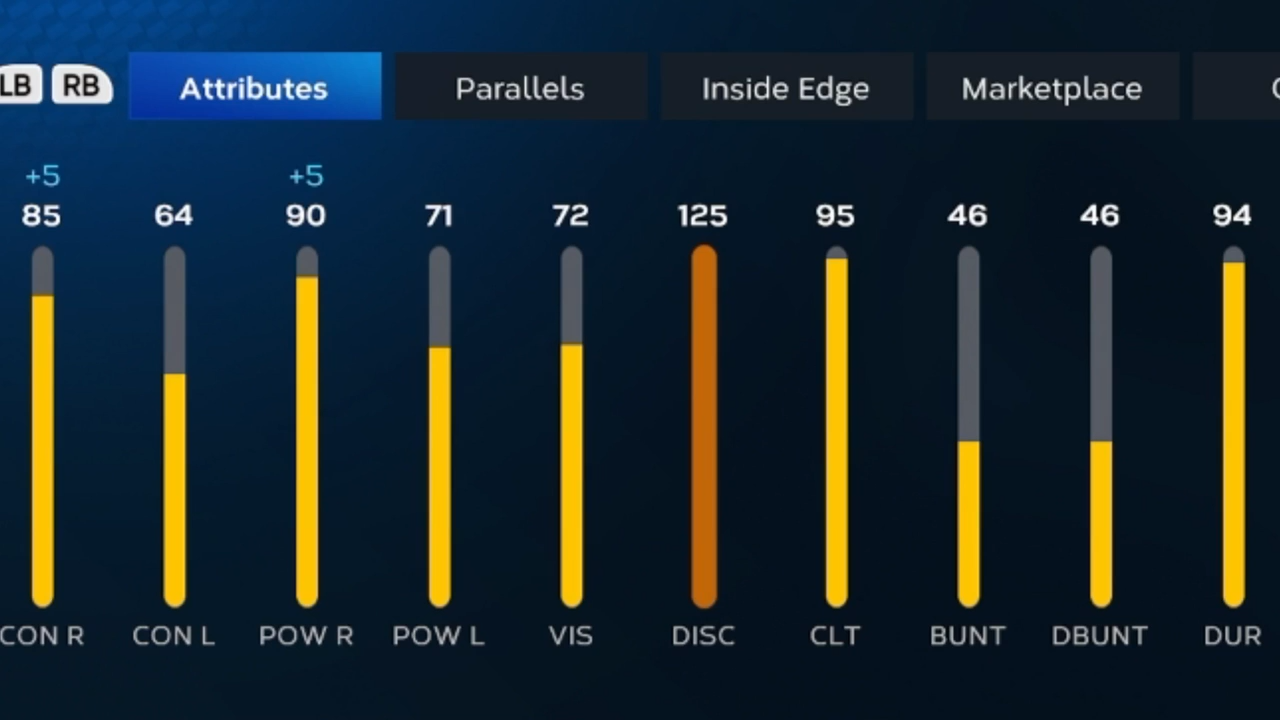 LB RB Attributes Parallels Inside Edge Marketplace
+5 +5
85 64 90 71 72 125 95 46 46 94
CON R CON L POW R POW L VIS DISC CLT BUNT DBUNT DUR